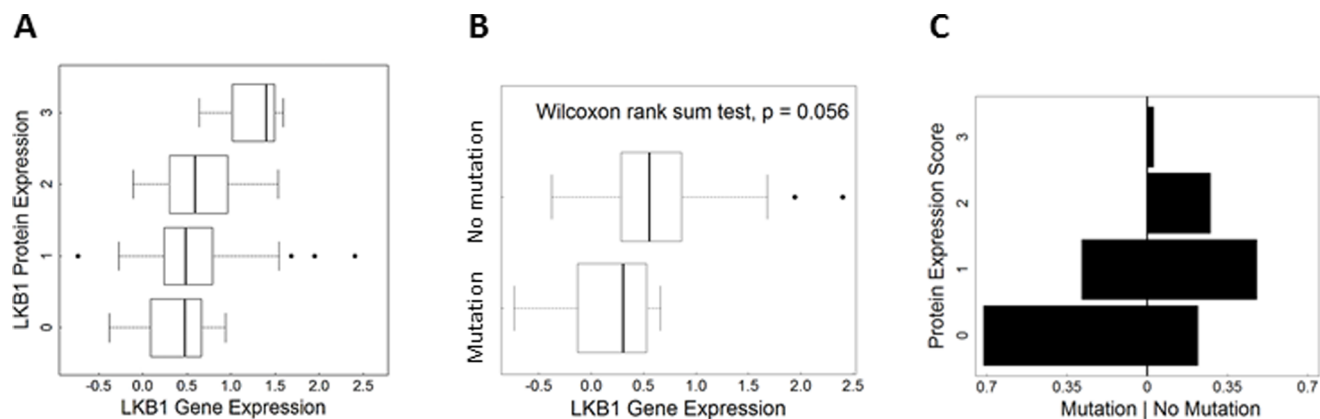 A
B
C
LKB1 Protein Expression
3
2
1
0
-0.5 0.0 0.5 1.0 1.5 2.0 2.5
LKB1 Gene Expression
Wilcoxon rank sum test, p = 0.056
No mutation
Mutation
-0.5 0.0 0.5 1.0 1.5 2.0 2.5
LKB1 Gene Expression
Protein Expression Score
3
2
1
0
0.7 0.35 0 0.35 0.7
Mutation | No Mutation